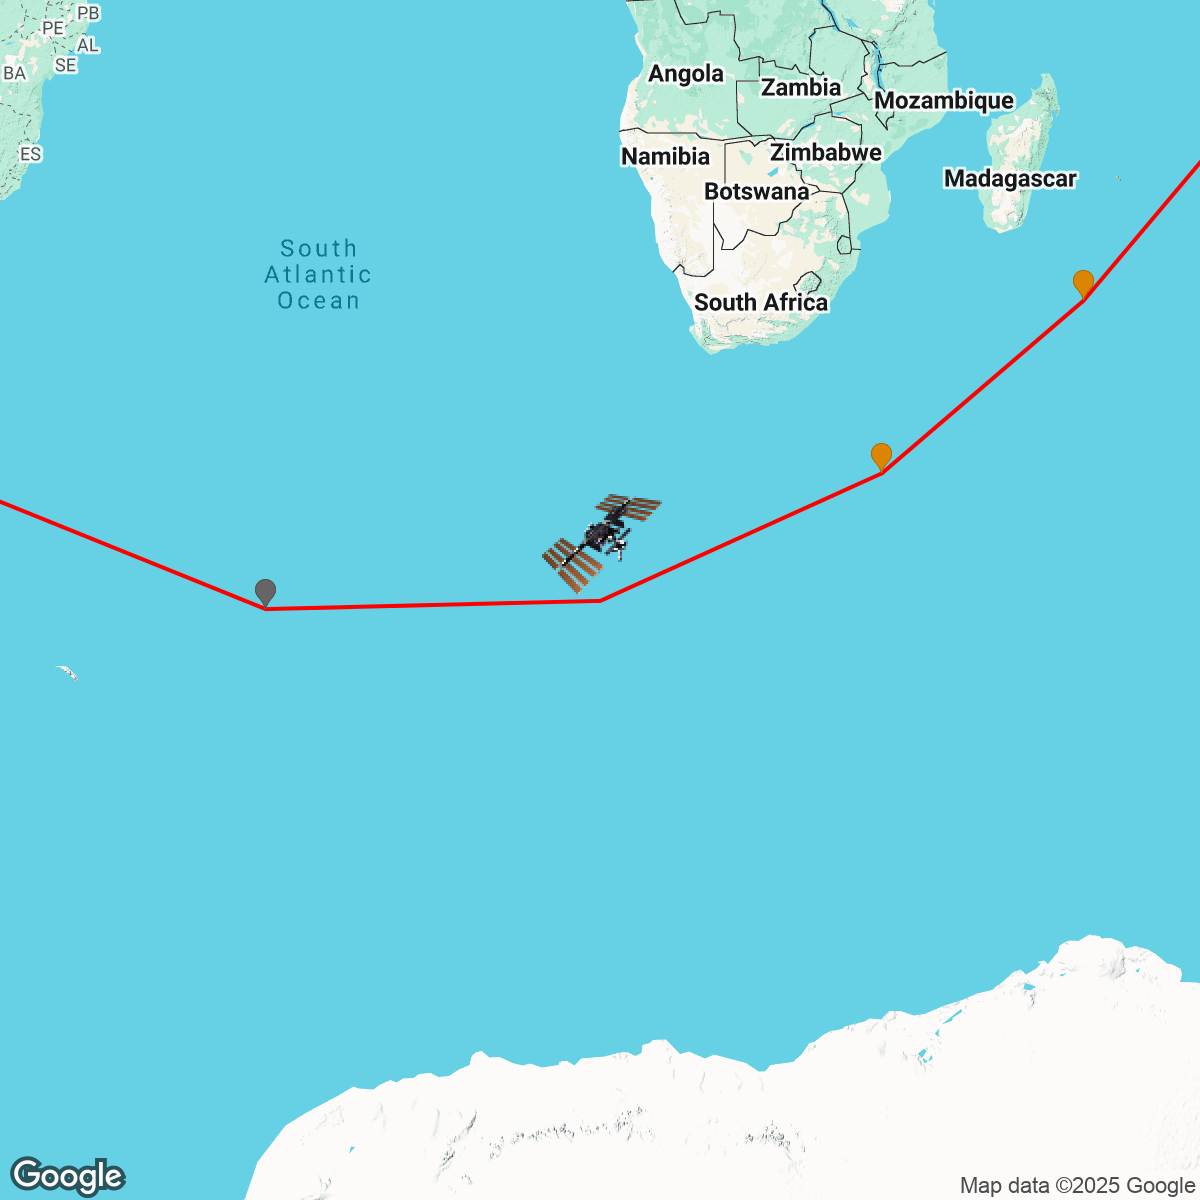 PB
PE
AL
SE
BA
ES
Angola
Zambia
Mozambique
Namibia
Zimbabwe
Botswana
Madagascar
South
Atlantic
Ocean
South Africa
Google
Map data ©2025 Google